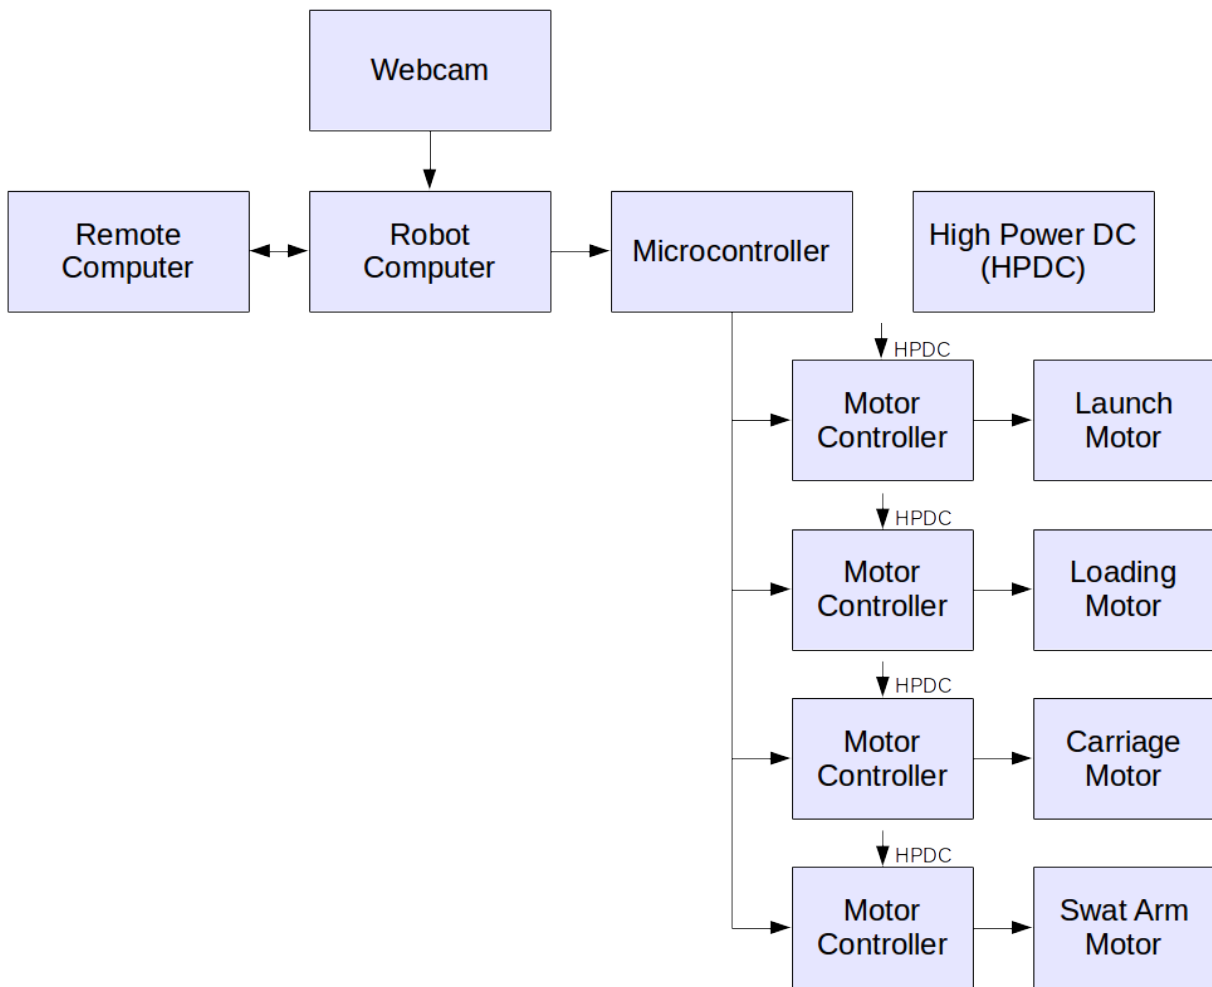 Webcam
Remote
Computer
Robot
Computer
Microcontroller
High Power DC
(HPDC)
HPDC
Motor
Controller
Launch
Motor
HPDC
Motor
Controller
Loading
Motor
HPDC
Motor
Controller
Carriage
Motor
HPDC
Motor
Controller
Swat Arm
Motor